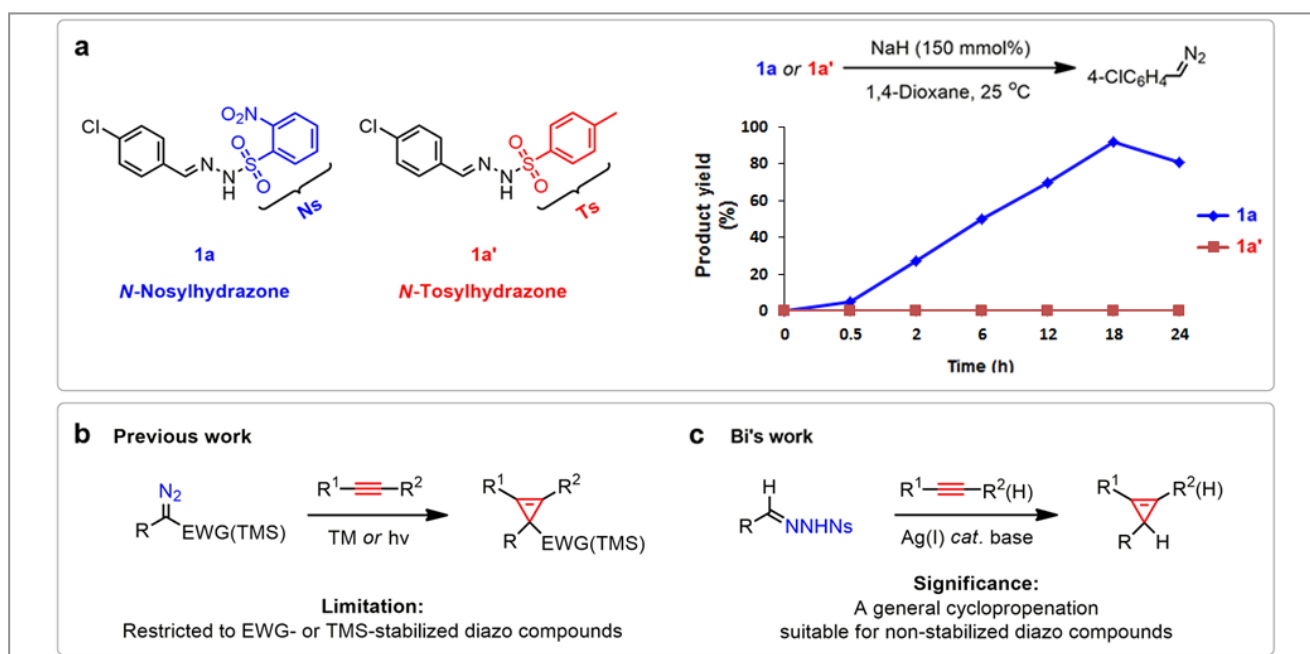 a
Cl
O₂N
N
N
H
S
O
O
Ns
1a
N-Nosylhydrazone
Cl
N
N
H
S
O
O
Ts
1a'
N-Tosylhydrazone
1a or 1a'
NaH (150 mmol%)
1,4-Dioxane, 25 °C
4-ClC₆H₄
N₂
Product yield
(%)
100
80
60
40
20
0
0 0.5 2 6 12 18 24
Time (h)
1a
1a'
b Previous work
N₂
R
EWG(TMS)
R¹
R²
TM or hv
R¹
R²
R
EWG(TMS)
Limitation:
Restricted to EWG- or TMS-stabilized diazo compounds
c Bi's work
H
R
NNHNs
R¹
R²(H)
Ag(I) cat. base
R¹
R²(H)
R
H
Significance:
A general cyclopropenation
suitable for non-stabilized diazo compounds